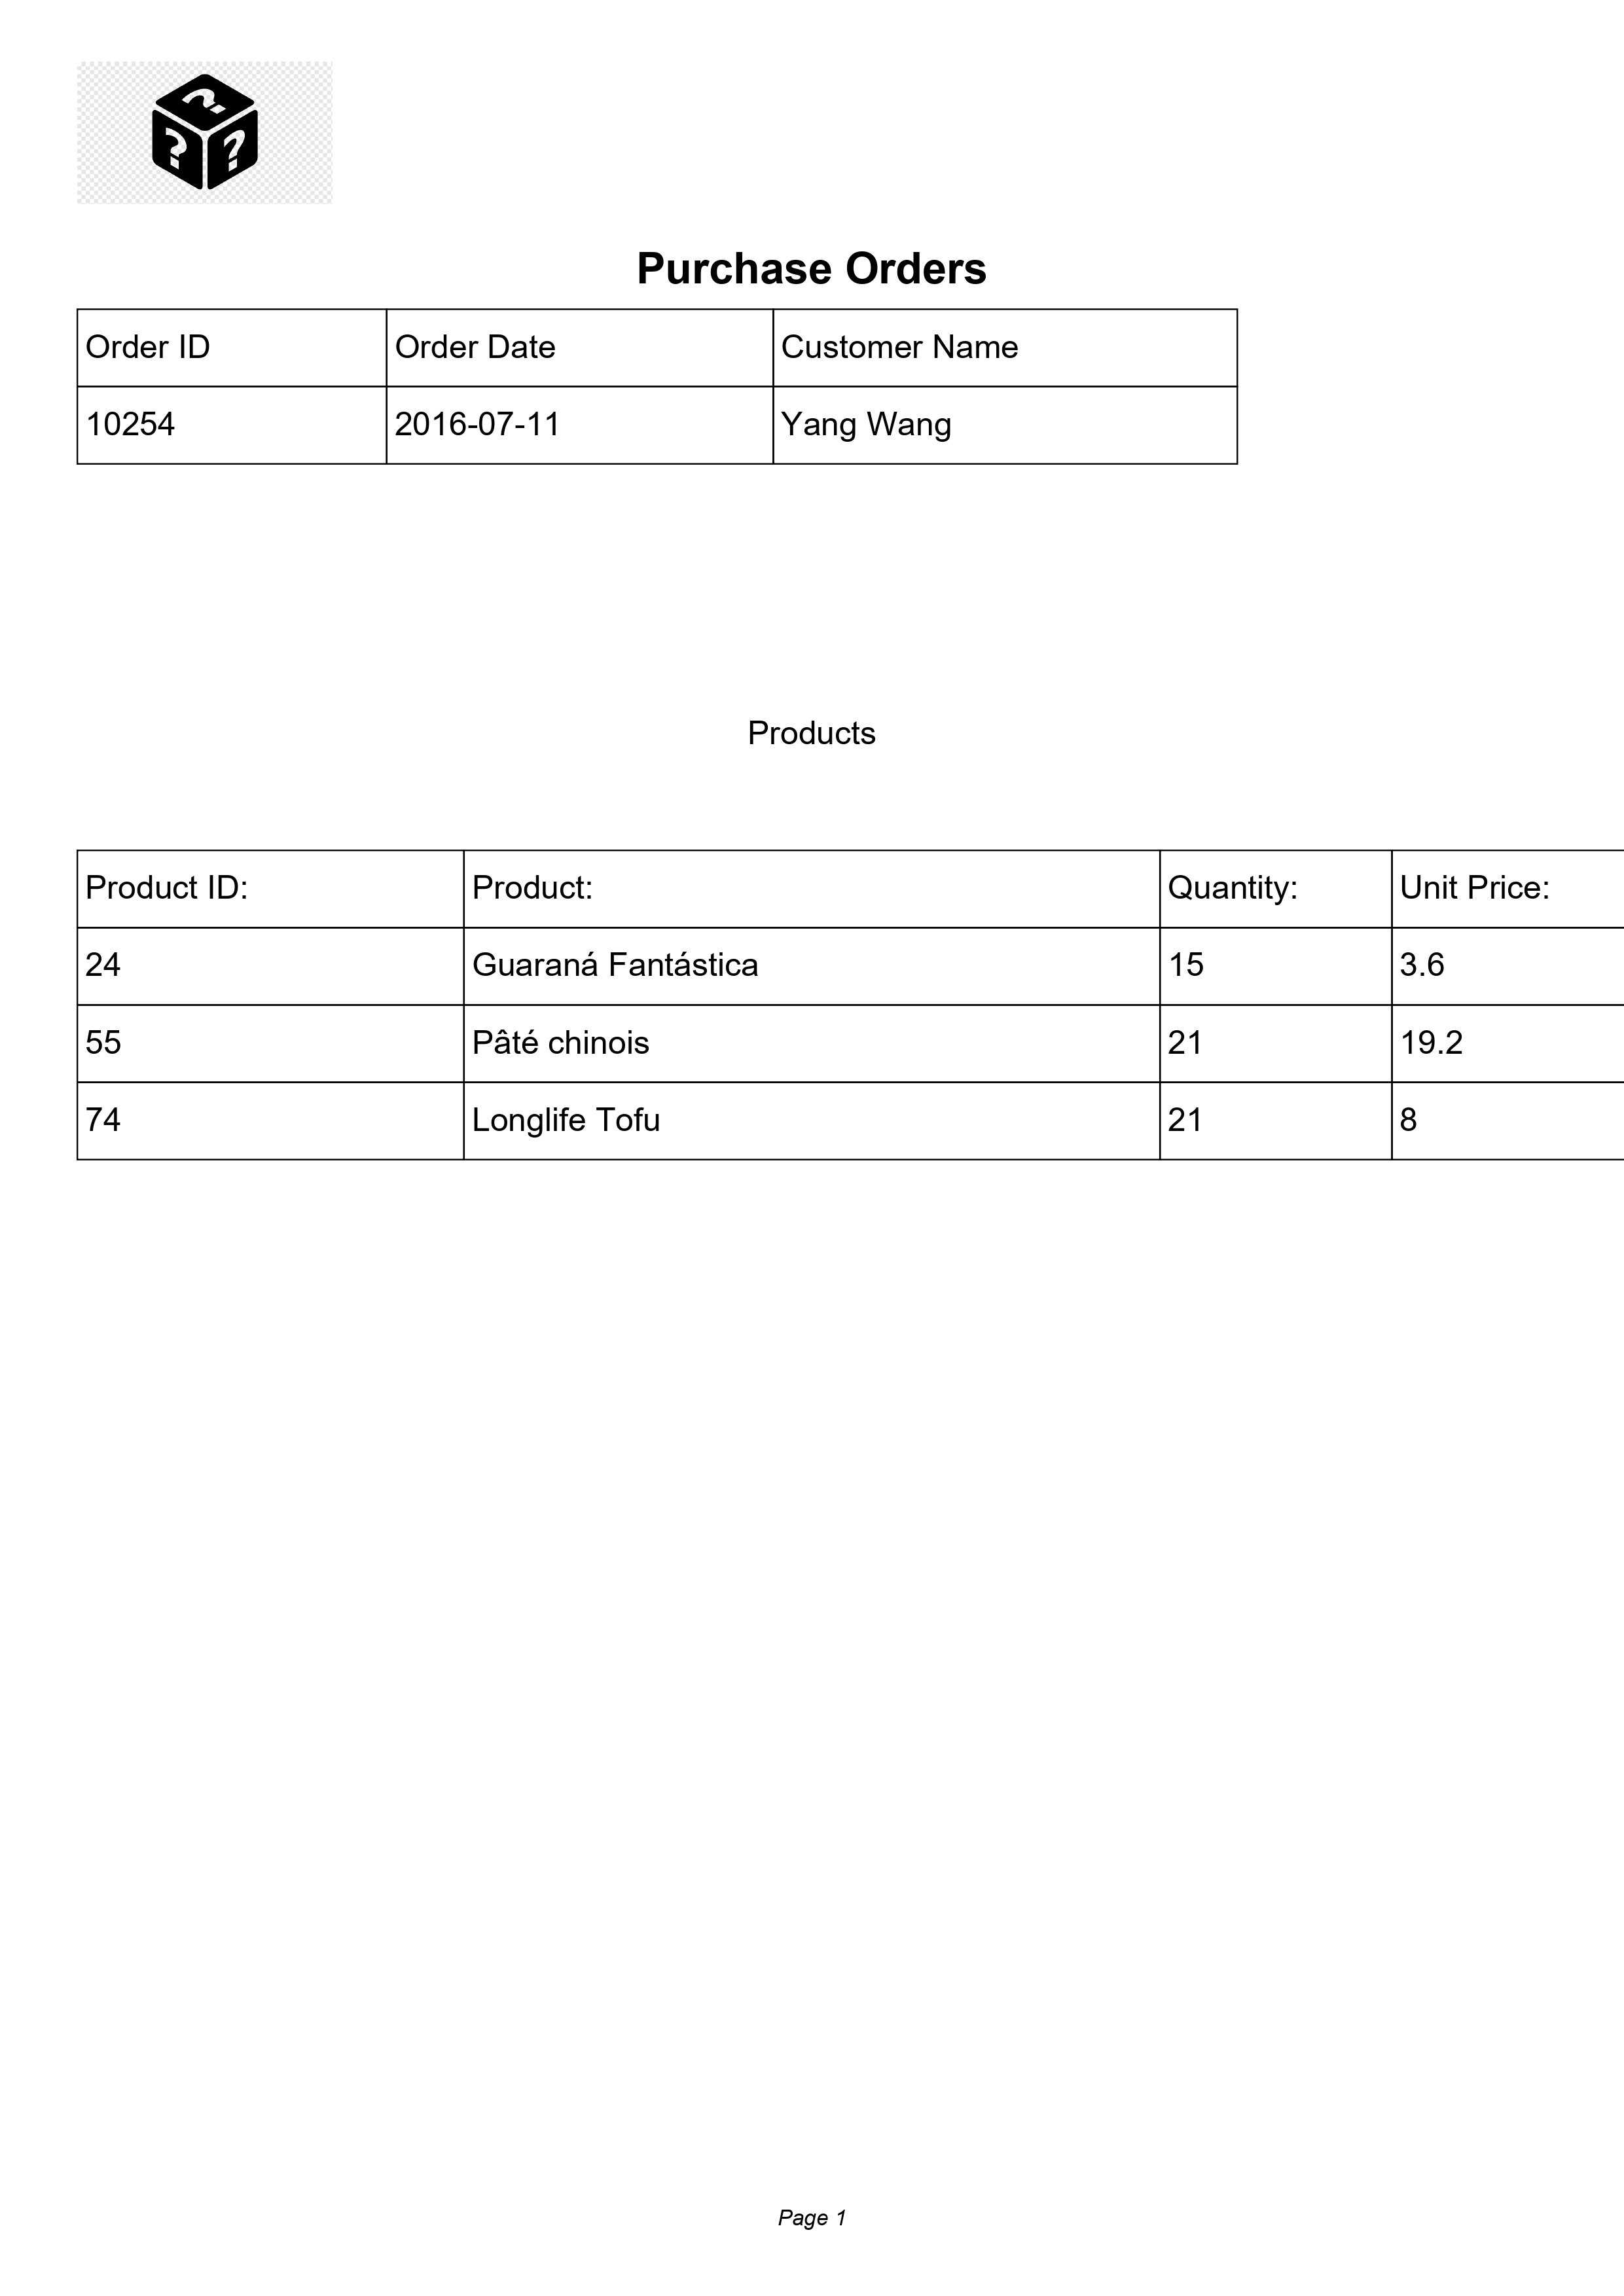 Purchase Orders
Order ID Order Date Customer Name
10254 2016-07-11 Yang Wang
Products
Product ID: Product: Quantity: Unit Price:
24 Guaraná Fantástica 15 3.6
55 Pâté chinois 21 19.2
74 Longlife Tofu 21 8
Page 1